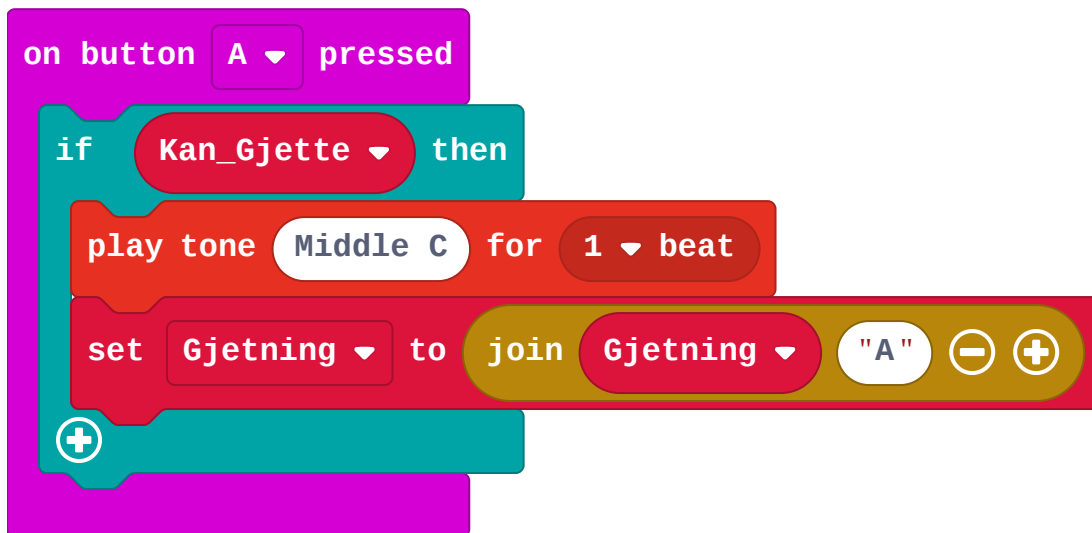 on button A pressed
if Kan_Gjette then
play tone Middle C for 1 beat
set Gjetning to join Gjetning "A"